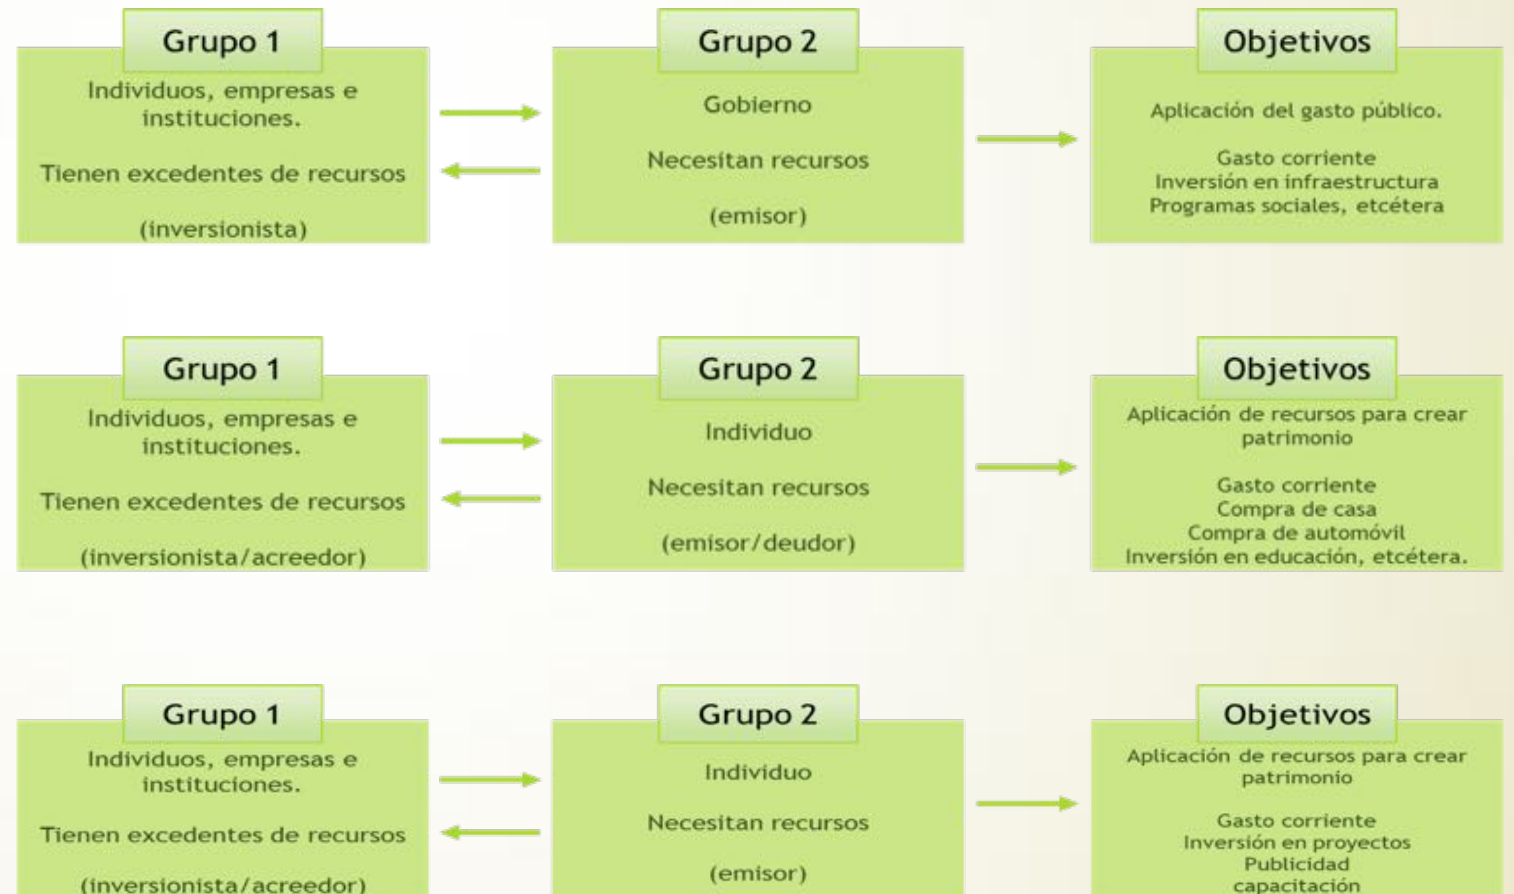 Grupo 1
Individuos, empresas e
instituciones.
Tienen excedentes de recursos
(inversionista)
Grupo 2
Gobierno
Necesitan recursos
(emisor)
Objetivos
Aplicación del gasto público.
Gasto corriente
Inversión en infraestructura
Programas sociales, etcétera
Grupo 1
Individuos, empresas e
instituciones.
Tienen excedentes de recursos
(inversionista/acreedor)
Grupo 2
Individuo
Necesitan recursos
(emisor/deudor)
Objetivos
Aplicación de recursos para crear
patrimonio
Gasto corriente
Compra de casa
Compra de automóvil
Inversión en educación, etcétera.
Grupo 1
Individuos, empresas e
instituciones.
Tienen excedentes de recursos
(inversionista/acreedor)
Grupo 2
Individuo
Necesitan recursos
(emisor)
Objetivos
Aplicación de recursos para crear
patrimonio
Gasto corriente
Inversión en proyectos
Publicidad
capacitación